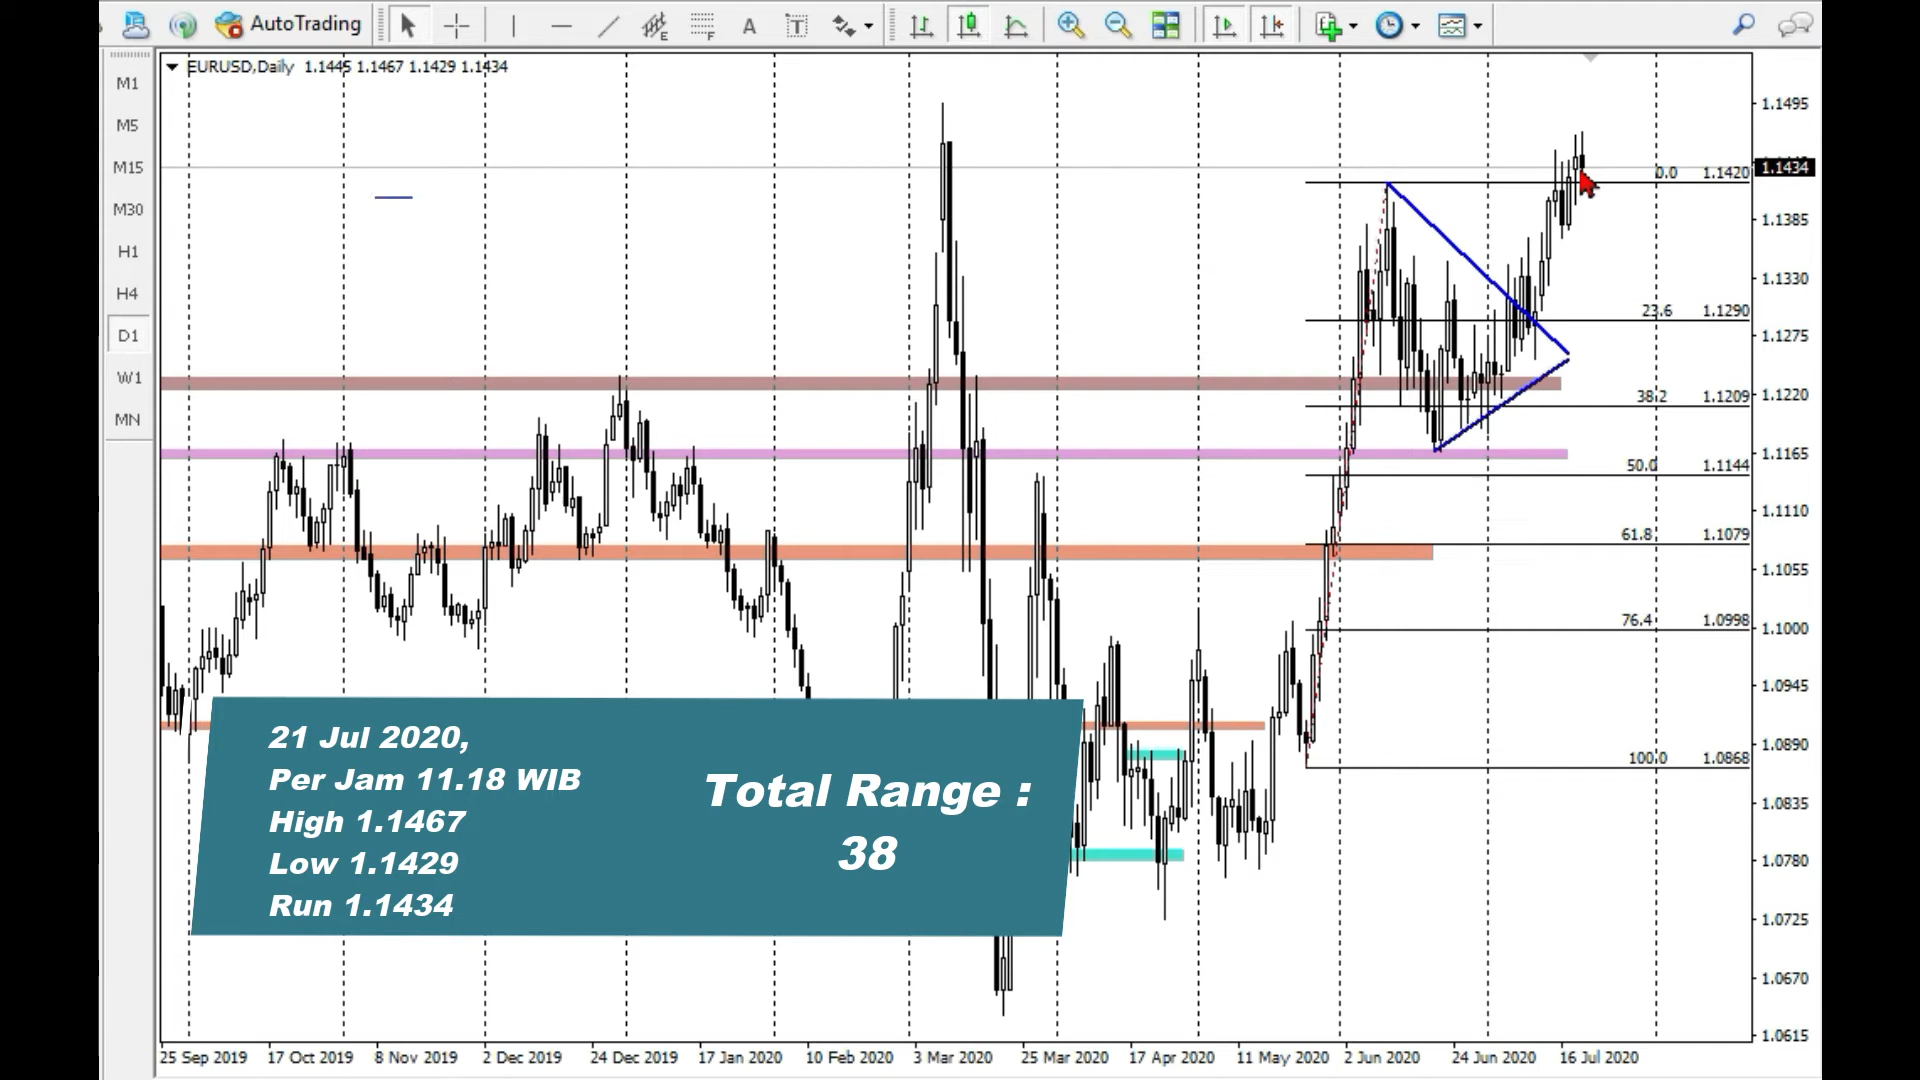 AutoTrading
E
F
A
T
M1
M5
M15
M30
H1
H4
D1
W1
MN
EURUSD,Daily 1.1445 1.1467 1.1429 1.1434
1.1495
1.1434
1.1385
1.1330
1.1275
1.1220
1.1165
1.1110
1.1055
1.1000
1.0945
1.0890
1.0835
1.0780
1.0725
1.0670
1.0615
0.0 1.1420
23.6 1.1290
38.2 1.1209
50.0 1.1144
61.8 1.1079
76.4 1.0998
100.0 1.0868
21 Jul 2020,
Per Jam 11.18 WIB
High 1.1467
Low 1.1429
Run 1.1434
Total Range :
38
25 Sep 2019 17 Oct 2019 8 Nov 2019 2 Dec 2019 24 Dec 2019 17 Jan 2020 10 Feb 2020 3 Mar 2020 25 Mar 2020 17 Apr 2020 11 May 2020 2 Jun 2020 24 Jun 2020 16 Jul 2020